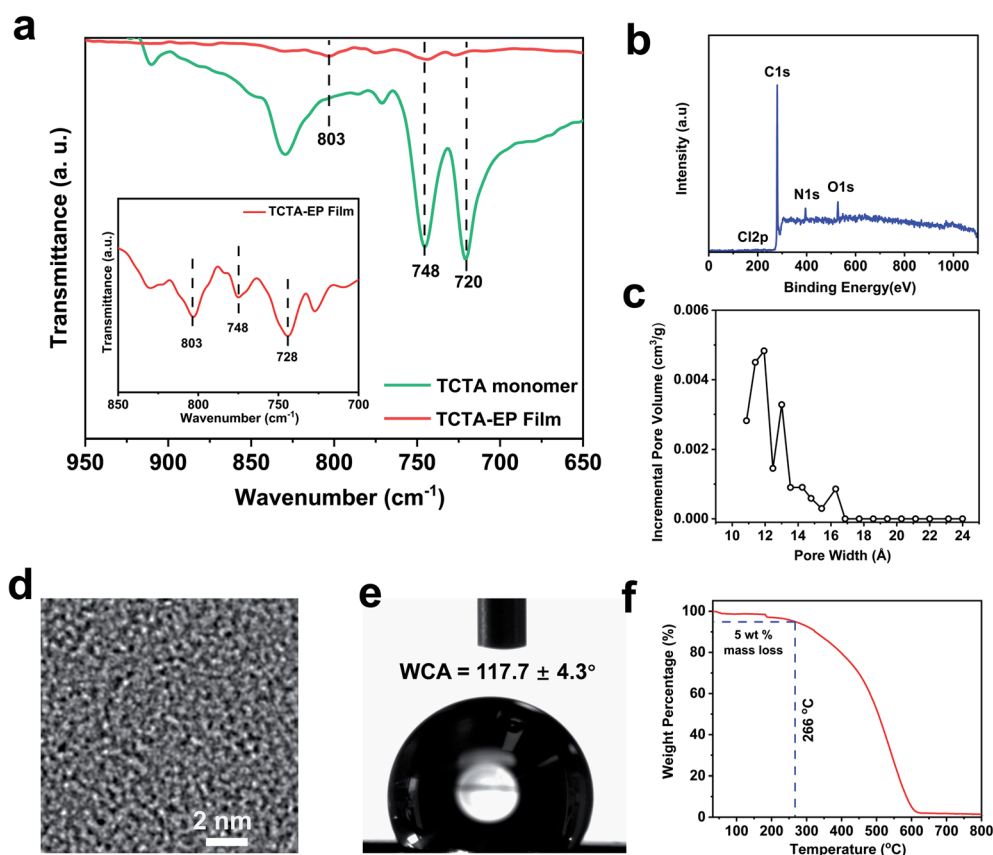 a
Transmittance (a. u.)
803
748
720
TCTA monomer
TCTA-EP Film
950 900 850 800 750 700 650
Wavenumber (cm⁻¹)
TCTA-EP Film
Transmittance (a.u.)
803
748
728
850 800 750 700
Wavenumber (cm⁻¹)
b
Intensity (a.u)
C1s
N1s
O1s
Cl2p
0 200 400 600 800 1000
Binding Energy(eV)
c
Incremental Pore Volume (cm³/g)
0.006
0.004
0.002
0.000
10 12 14 16 18 20 22 24
Pore Width (Å)
d
2 nm
e
WCA = 117.7 ± 4.3°
f
Weight Percentage (%)
100
80
60
40
20
0
5 wt %
mass loss
266 °C
100 200 300 400 500 600 700 800
Temperature (°C)